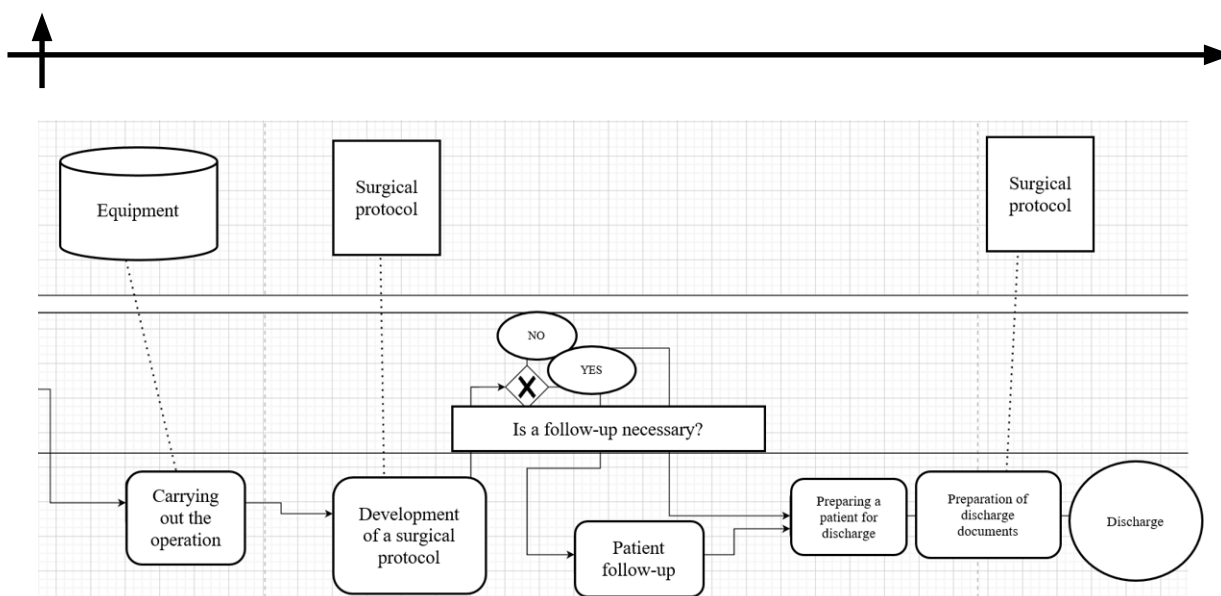 Equipment
Surgical
protocol
Surgical
protocol
NO
YES
Is a follow-up necessary?
Carrying
out the
operation
Development
of a surgical
protocol
Patient
follow-up
Preparing a
patient for
discharge
Preparation of
discharge
documents
Discharge